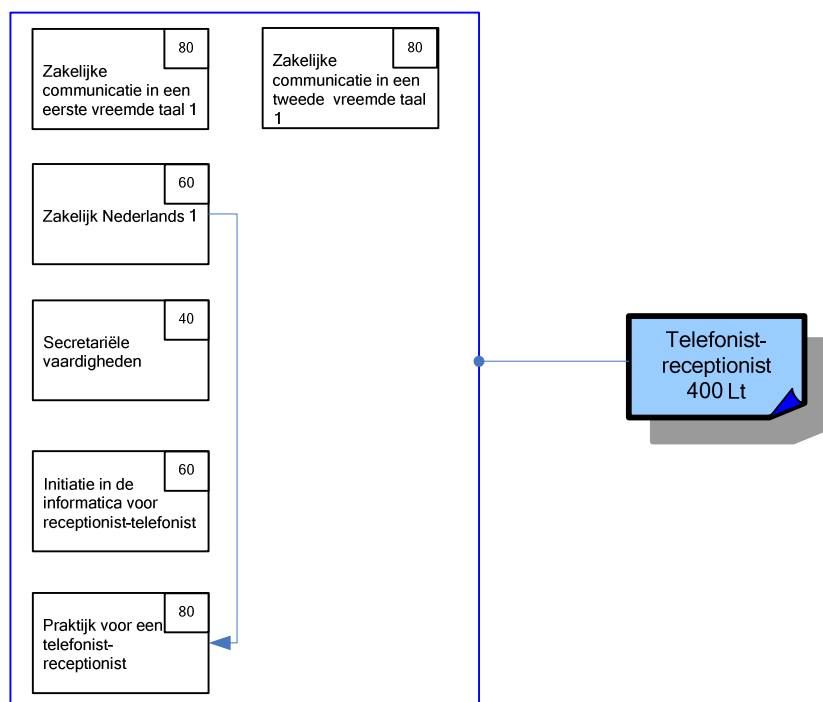 80
Zakelijke
communicatie in een
eerste vreemde taal 1
80
Zakelijke
communicatie in een
tweede vreemde taal
1
60
Zakelijk Nederlands 1
40
Secretariële
vaardigheden
60
Initiatie in de
informatica voor
receptionist-telefonist
80
Praktijk voor een
telefonist-
receptionist
Telefonist-
receptionist
400 Lt